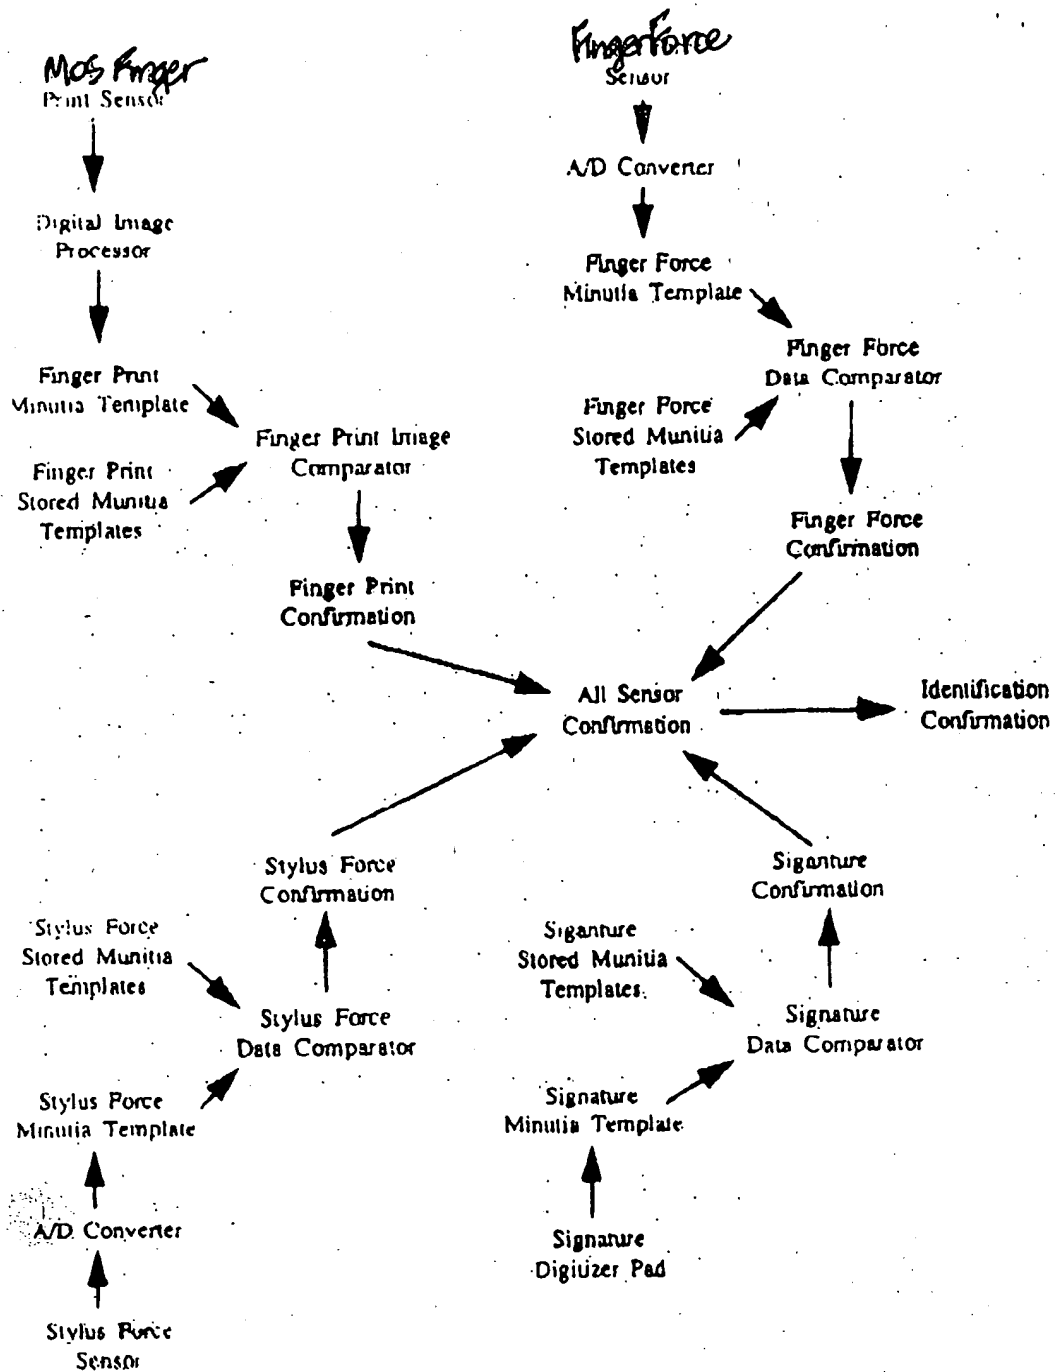 MOS Finger
Print Sensor
Digital Image
Processor
Finger Print
Minutia Template
Finger Print
Stored Munitia
Templates
Finger Print Image
Comparator
Finger Print
Confirmation
FingerForce
Sensor
A/D Converter
Finger Force
Minutia Template
Finger Force
Stored Munitia
Templates
Finger Force
Data Comparator
Finger Force
Confirmation
All Sensor
Confirmation
Identification
Confirmation
Stylus Force
Confirmation
Stylus Force
Stored Munitia
Templates
Stylus Force
Data Comparator
Stylus Force
Minutia Template
A/D Converter
Stylus Force
Sensor
Siganture
Confirmation
Siganture
Stored Munitia
Templates
Signature
Data Comparator
Signature
Minutia Template
Signature
Digitizer Pad